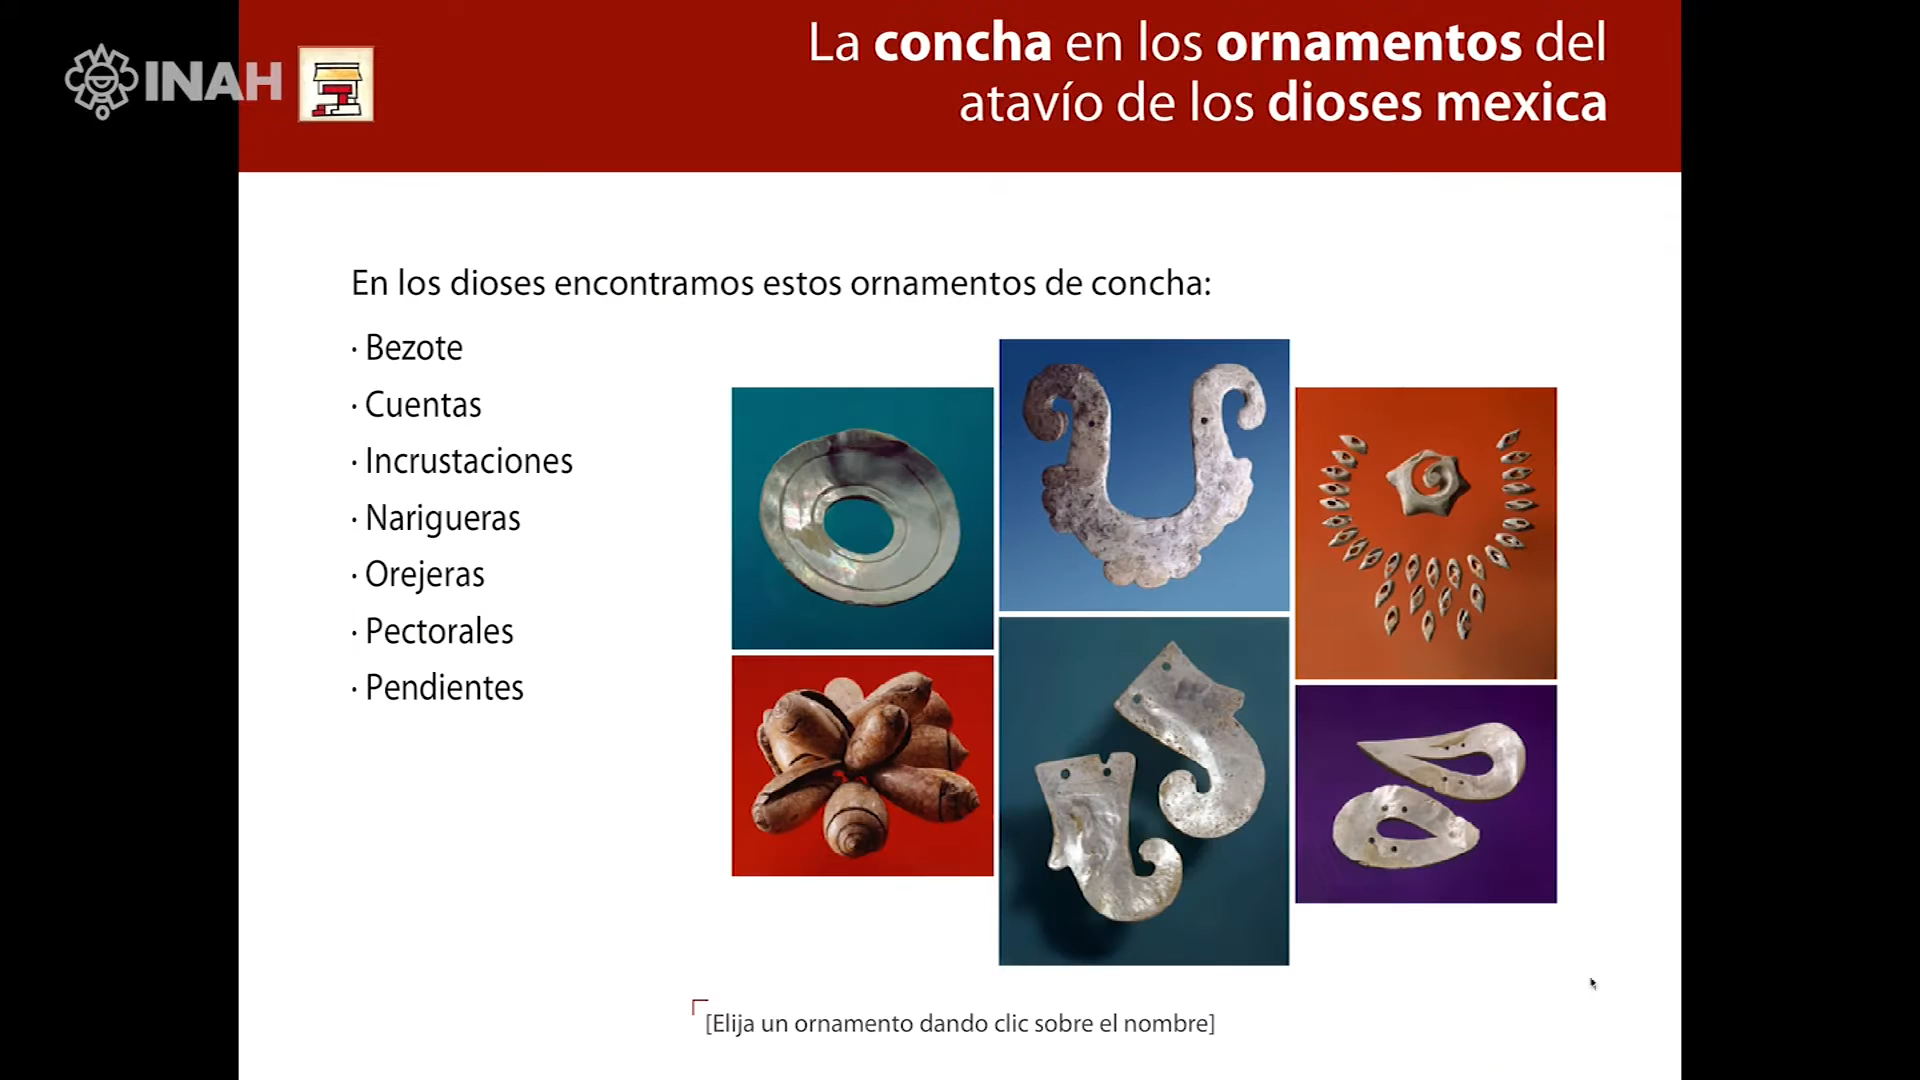 INAH
La concha en los ornamentos del
atavío de los dioses mexica
En los dioses encontramos estos ornamentos de concha:
· Bezote
· Cuentas
· Incrustaciones
· Narigueras
· Orejeras
· Pectorales
· Pendientes
[Elija un ornamento dando clic sobre el nombre]